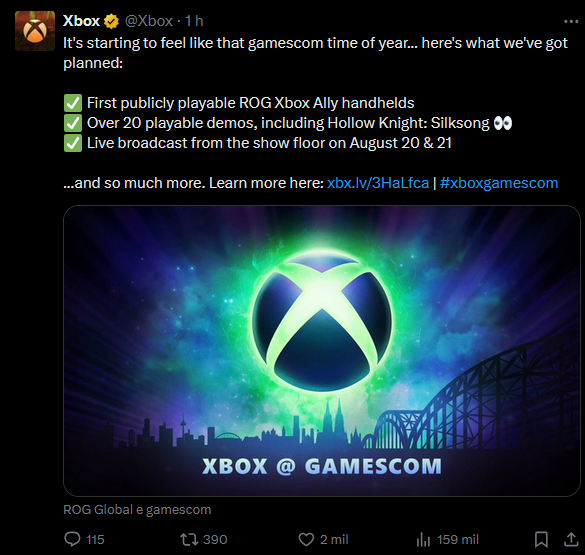 Xbox @Xbox · 1 h
It's starting to feel like that gamescom time of year... here's what we've got
planned:
✅ First publicly playable ROG Xbox Ally handhelds
✅ Over 20 playable demos, including Hollow Knight: Silksong 👀
✅ Live broadcast from the show floor on August 20 & 21
...and so much more. Learn more here: xbx.lv/3HaLfca | #xboxgamescom
XBOX @ GAMESCOM
ROG Global e gamescom
115 390 2 mil 159 mil